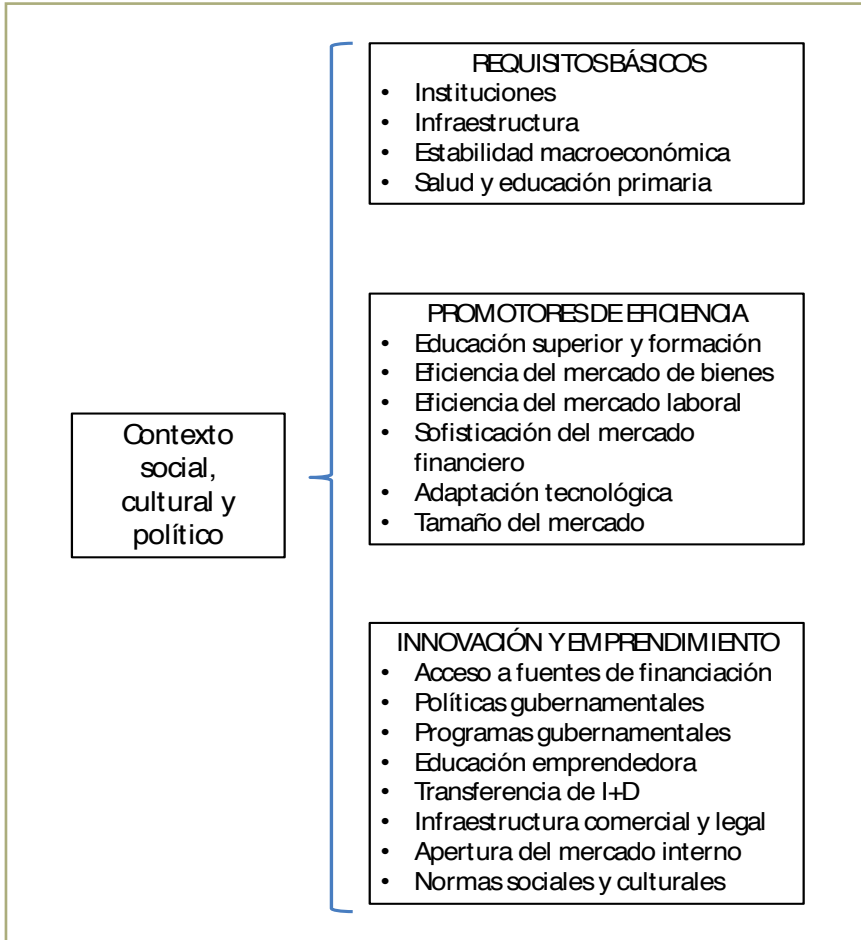 Contexto
social,
cultural y
político
REQUISITOS BÁSICOS
• Instituciones
• Infraestructura
• Estabilidad macroeconómica
• Salud y educación primaria
PROMOTORES DE EFICIENCIA
• Educación superior y formación
• Eficiencia del mercado de bienes
• Eficiencia del mercado laboral
• Sofisticación del mercado
financiero
• Adaptación tecnológica
• Tamaño del mercado
INNOVACIÓN Y EMPRENDIMIENTO
• Acceso a fuentes de financiación
• Políticas gubernamentales
• Programas gubernamentales
• Educación emprendedora
• Transferencia de I+D
• Infraestructura comercial y legal
• Apertura del mercado interno
• Normas sociales y culturales